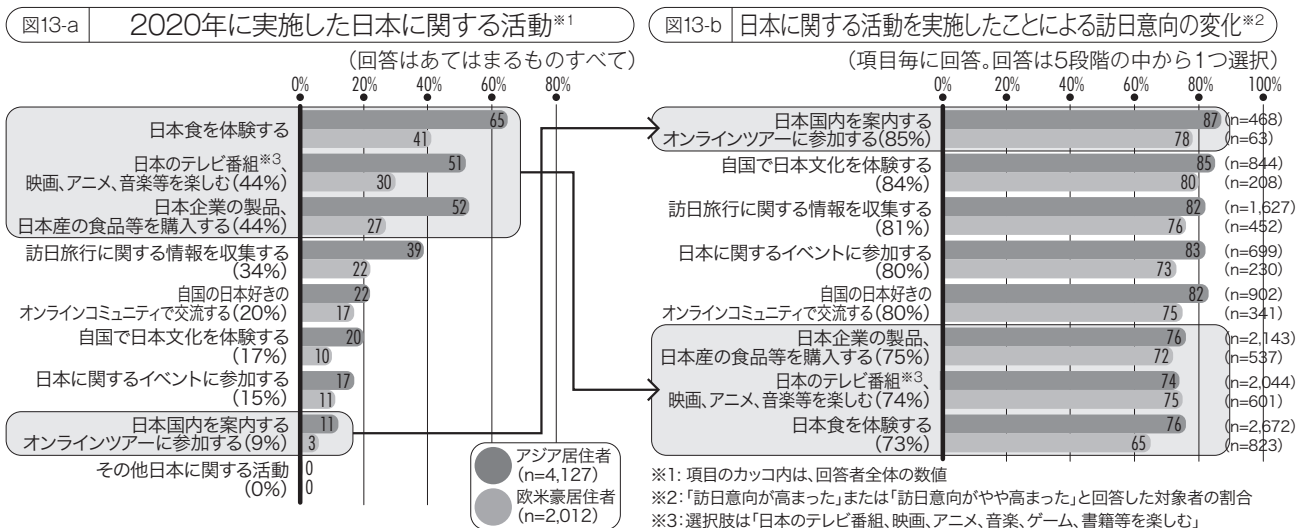 図13-a 2020年に実施した日本に関する活動※1
(回答はあてはまるものすべて)
0% 20% 40% 60% 80%
日本食を体験する
65
41
日本のテレビ番組※3、
映画、アニメ、音楽等を楽しむ(44%)
51
30
日本企業の製品、
日本産の食品等を購入する(44%)
52
27
訪日旅行に関する情報を収集する
(34%)
39
22
自国の日本好きの
オンラインコミュニティで交流する(20%)
22
17
自国で日本文化を体験する
(17%)
20
10
日本に関するイベントに参加する
(15%)
17
11
日本国内を案内する
オンラインツアーに参加する(9%)
11
3
その他日本に関する活動
(0%)
0
0
アジア居住者
(n=4,127)
欧米豪居住者
(n=2,012)
図13-b 日本に関する活動を実施したことによる訪日意向の変化※2
(項目毎に回答。回答は5段階の中から1つ選択)
0% 20% 40% 60% 80% 100%
日本国内を案内する
オンラインツアーに参加する(85%)
87 (n=468)
78 (n=63)
自国で日本文化を体験する
(84%)
85 (n=844)
80 (n=208)
訪日旅行に関する情報を収集する
(81%)
82 (n=1,627)
76 (n=452)
日本に関するイベントに参加する
(80%)
83 (n=699)
73 (n=230)
自国の日本好きの
オンラインコミュニティで交流する(80%)
82 (n=902)
75 (n=341)
日本企業の製品、
日本産の食品等を購入する(75%)
76 (n=2,143)
72 (n=537)
日本のテレビ番組※3、
映画、アニメ、音楽等を楽しむ(74%)
74 (n=2,044)
75 (n=601)
日本食を体験する
(73%)
76 (n=2,672)
65 (n=823)
※1: 項目のカッコ内は、回答者全体の数値
※2:「訪日意向が高まった」または「訪日意向がやや高まった」と回答した対象者の割合
※3:選択肢は「日本のテレビ番組、映画、アニメ、音楽、ゲーム、書籍等を楽しむ」